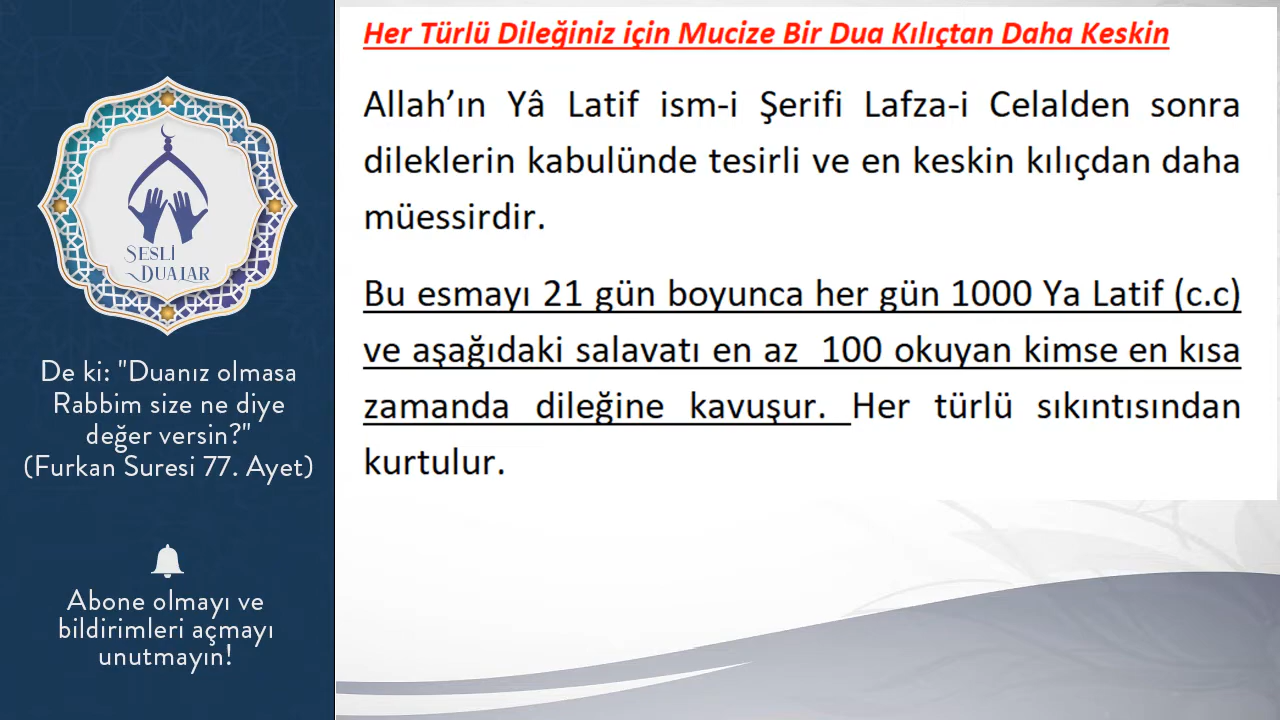 SESLİ
DUALAR
De ki: "Duanız olmasa
Rabbim size ne diye
değer versin?"
(Furkan Suresi 77. Ayet)
Abone olmayı ve
bildirimleri açmayı
unutmayın!
Her Türlü Dileğiniz için Mucize Bir Dua Kılıçtan Daha Keskin
Allah’ın Yâ Latif ism-i Şerifi Lafza-i Celalden sonra
dileklerin kabulünde tesirli ve en keskin kılıçdan daha
müessirdir.
Bu esmayı 21 gün boyunca her gün 1000 Ya Latif (c.c)
ve aşağıdaki salavatı en az 100 okuyan kimse en kısa
zamanda dileğine kavuşur. Her türlü sıkıntısından
kurtulur.